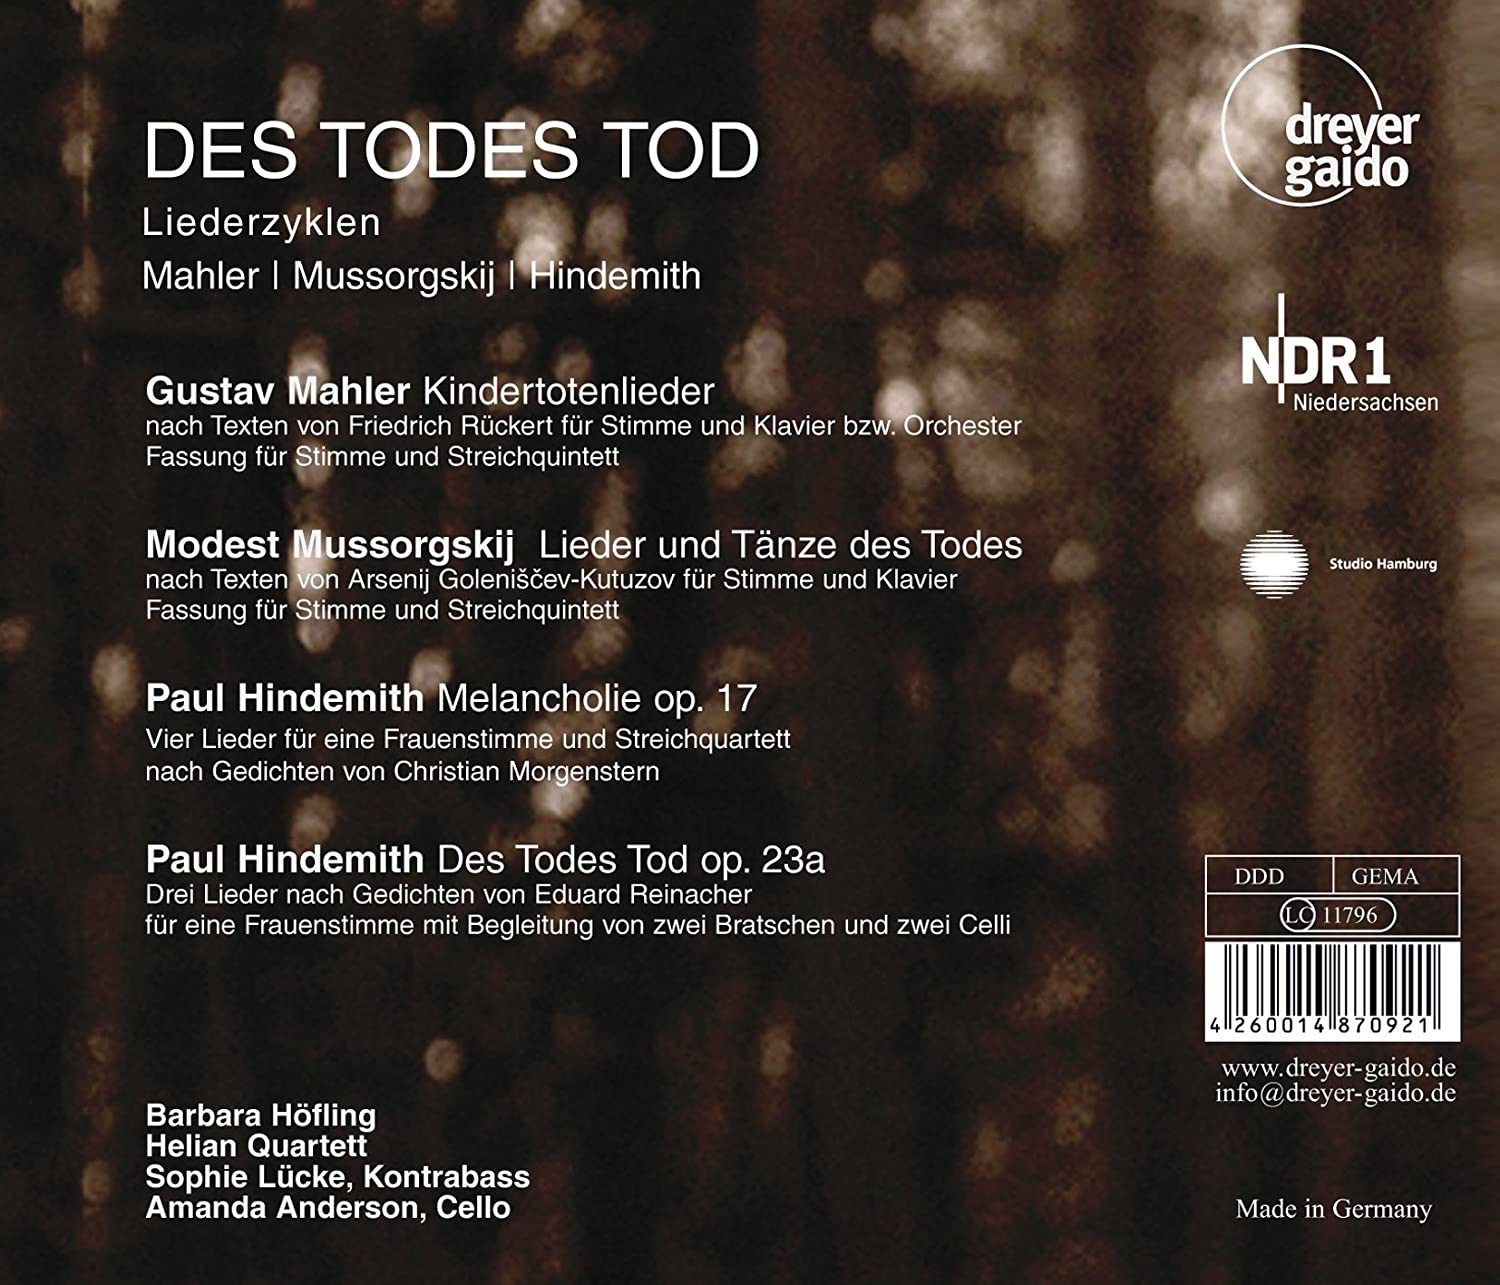 DES TODES TOD
Liederzyklen
Mahler | Mussorgskij | Hindemith
Gustav Mahler Kindertotenlieder
nach Texten von Friedrich Rückert für Stimme und Klavier bzw. Orchester
Fassung für Stimme und Streichquintett
Modest Mussorgskij Lieder und Tänze des Todes
nach Texten von Arsenij Goleniščev-Kutuzov für Stimme und Klavier
Fassung für Stimme und Streichquintett
Paul Hindemith Melancholie op. 17
Vier Lieder für eine Frauenstimme und Streichquartett
nach Gedichten von Christian Morgenstern
Paul Hindemith Des Todes Tod op. 23a
Drei Lieder nach Gedichten von Eduard Reinacher
für eine Frauenstimme mit Begleitung von zwei Bratschen und zwei Celli
Barbara Höfling
Helian Quartett
Sophie Lücke, Kontrabass
Amanda Anderson, Cello
dreyer
gaido
NDR 1
Niedersachsen
Studio Hamburg
DDD GEMA
LC 11796
4 260014 870921
www.dreyer-gaido.de
info@dreyer-gaido.de
Made in Germany